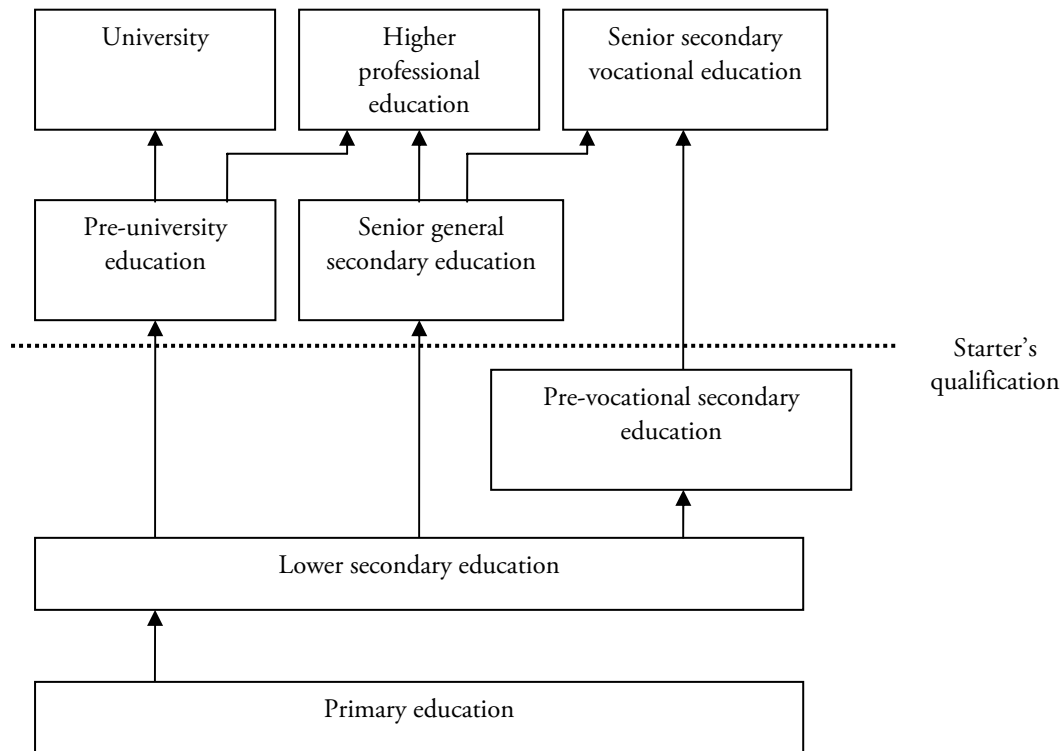 University
Higher
professional
education
Senior secondary
vocational education
Pre-university
education
Senior general
secondary education
Starter’s
qualification
Pre-vocational secondary
education
Lower secondary education
Primary education